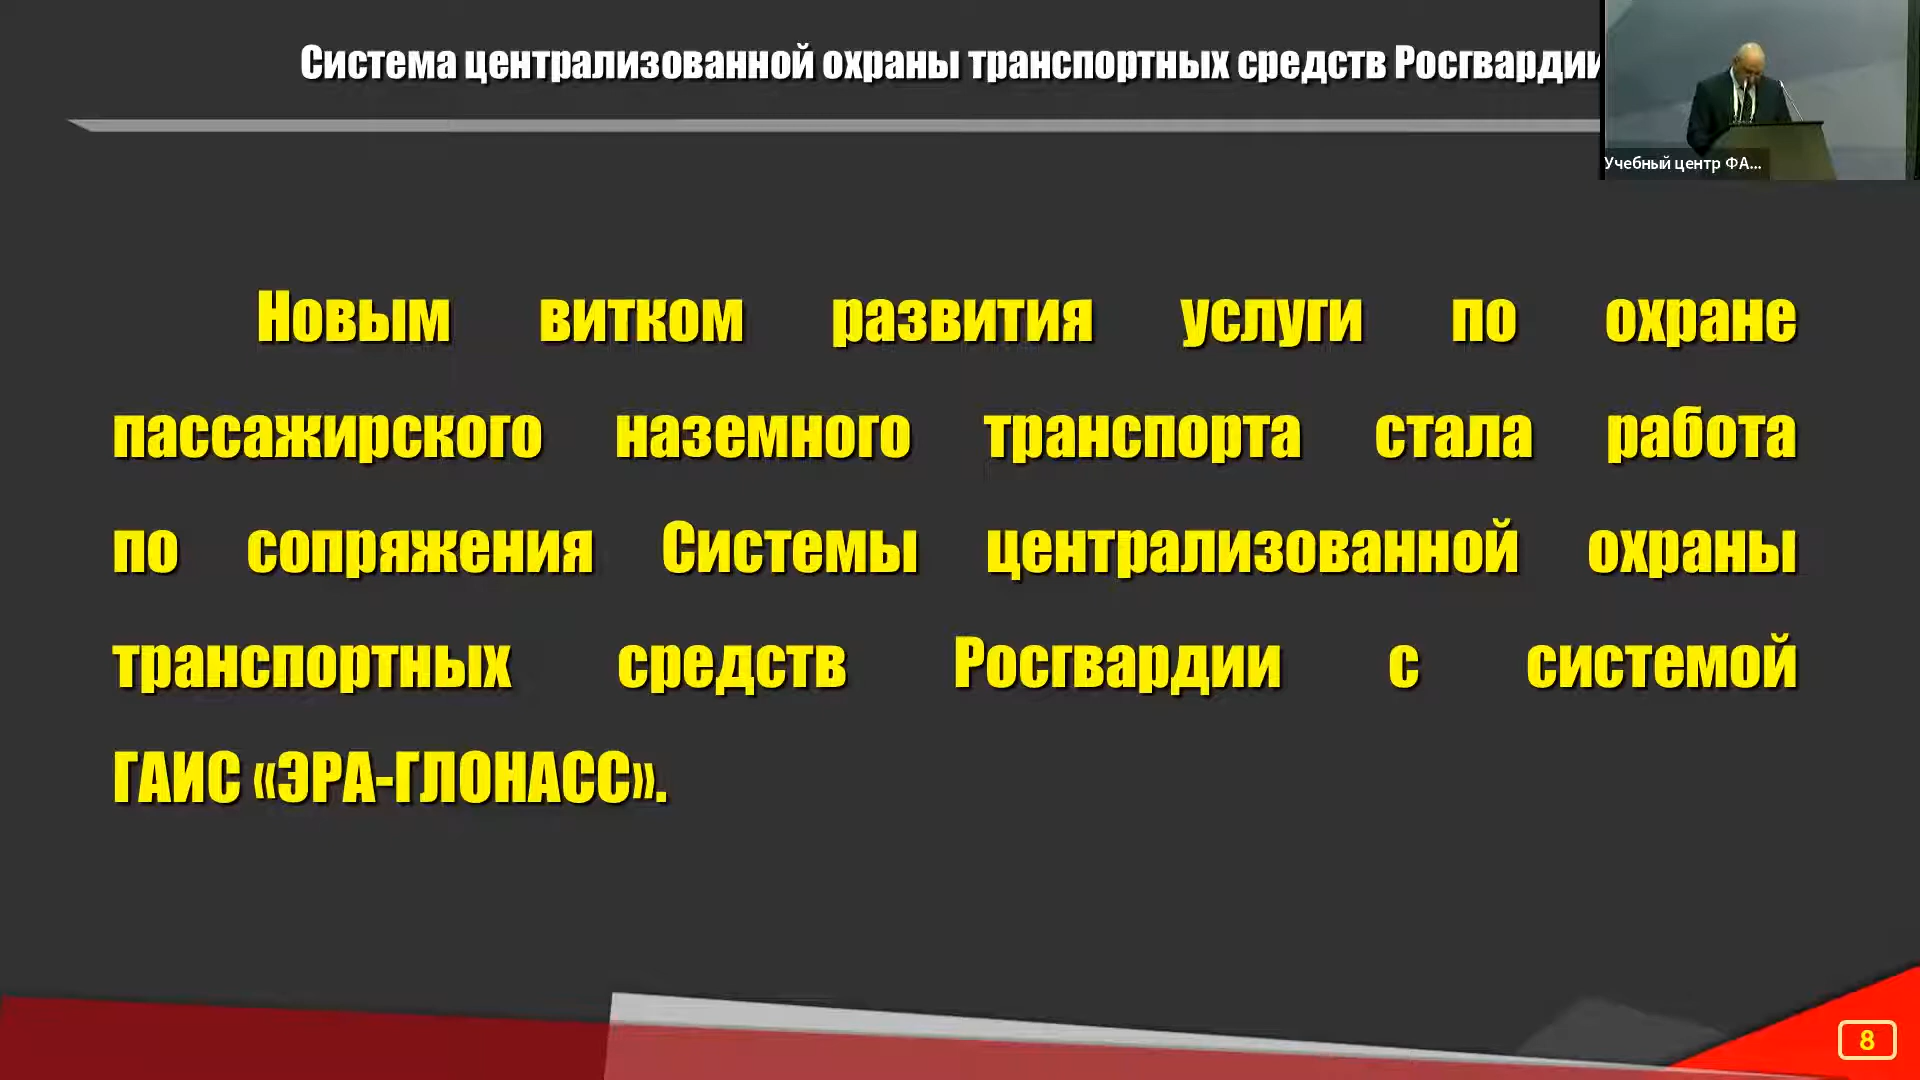 Система централизованной охраны транспортных средств Росгвардии
Учебный центр ФА...
Новым витком развития услуги по охране
пассажирского наземного транспорта стала работа
по сопряжения Системы централизованной охраны
транспортных средств Росгвардии с системой
ГАИС «ЭРА-ГЛОНАСС».
8